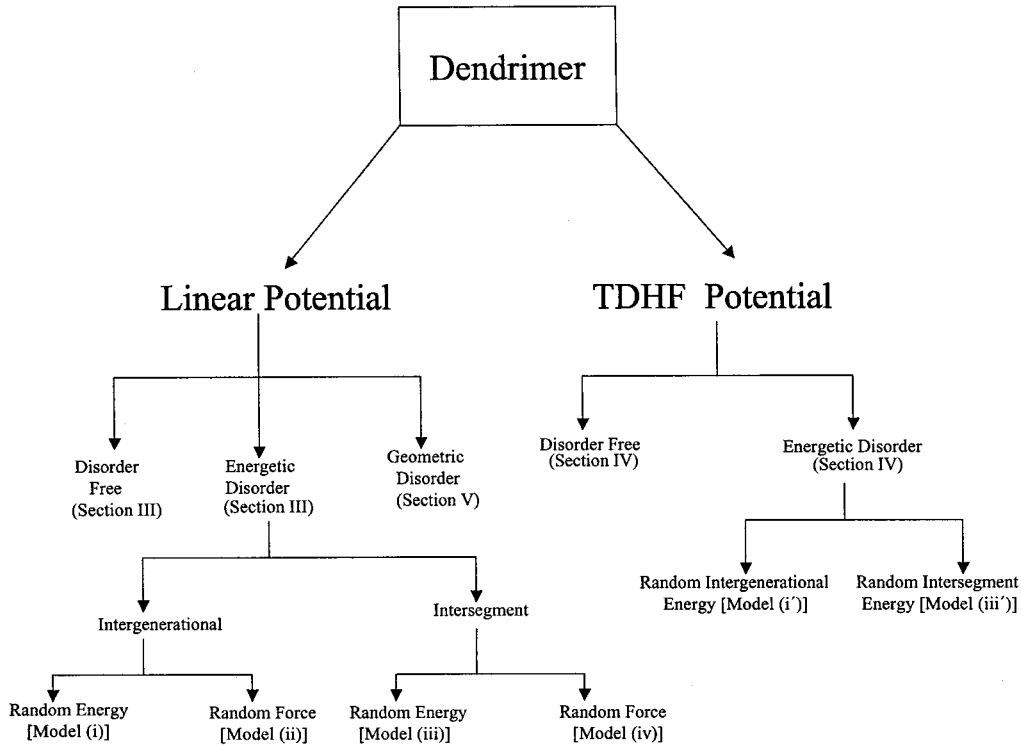 Dendrimer
Linear Potential
TDHF Potential
Disorder
Free
(Section III)
Energetic
Disorder
(Section III)
Geometric
Disorder
(Section V)
Disorder Free
(Section IV)
Energetic Disorder
(Section IV)
Intergenerational
Intersegment
Random Intergenerational
Energy [Model (i´)]
Random Intersegment
Energy [Model (iii´)]
Random Energy
[Model (i)]
Random Force
[Model (ii)]
Random Energy
[Model (iii)]
Random Force
[Model (iv)]